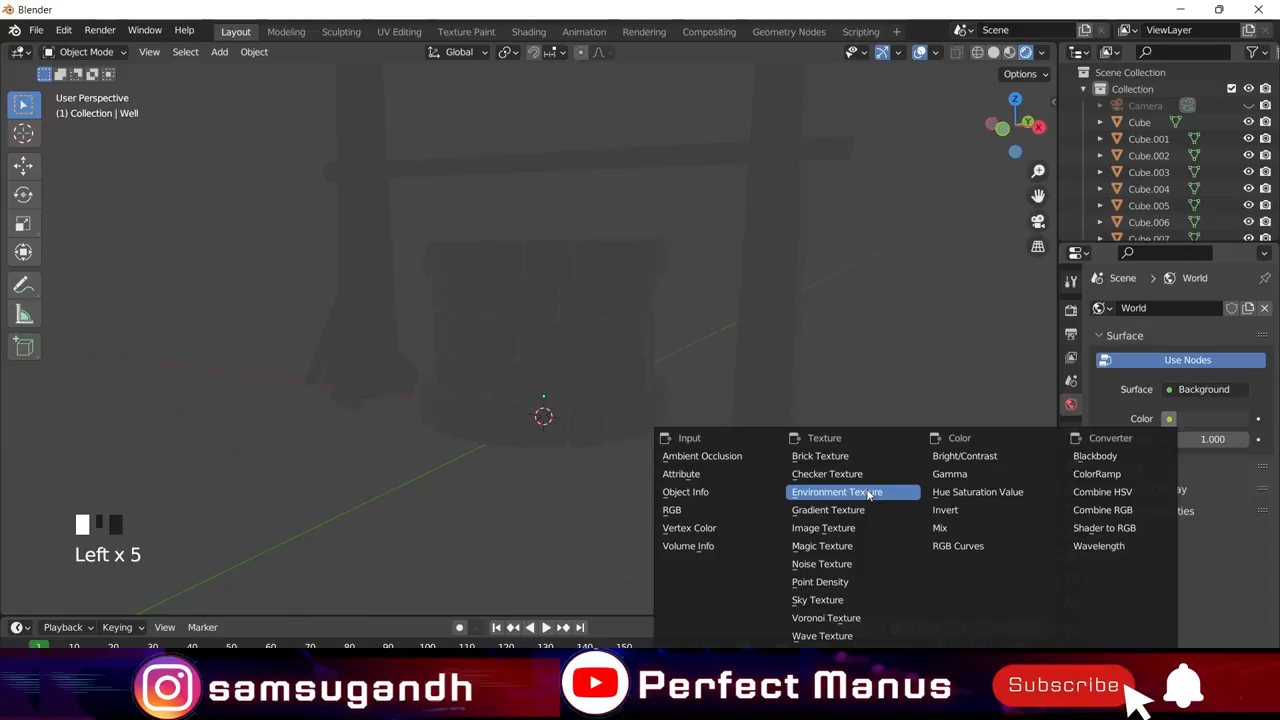 Blender
File Edit Render Window Help
Layout Modeling Sculpting UV Editing Texture Paint Shading Animation Rendering Compositing Geometry Nodes Scripting
Scene
ViewLayer
Object Mode View Select Add Object
Global
Options
User Perspective
(1) Collection | Well
Z
Y
X
Scene Collection
Collection
Camera
Cube
Cube.001
Cube.002
Cube.003
Cube.004
Cube.005
Cube.006
Cube.007
Scene World
World
Surface
Use Nodes
Surface Background
Color
1.000
Input
Ambient Occlusion
Attribute
Object Info
RGB
Vertex Color
Volume Info
Texture
Brick Texture
Checker Texture
Environment Texture
Gradient Texture
Image Texture
Magic Texture
Noise Texture
Point Density
Sky Texture
Voronoi Texture
Wave Texture
Color
Bright/Contrast
Gamma
Hue Saturation Value
Invert
Mix
RGB Curves
Converter
Blackbody
ColorRamp
Combine HSV
Combine RGB
Shader to RGB
Wavelength
Left x 5
Playback Keying View Marker
1 10 20 30 40 50 60 70 80 90 100 110 120 130 140 150
samsugandh
Perfect Manus
Subscribe